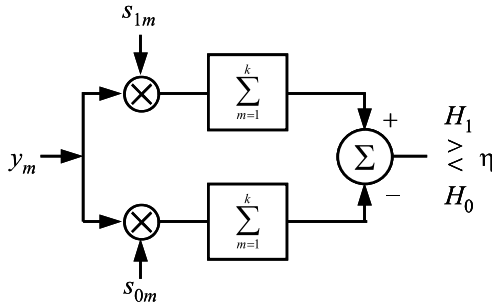 s1m
k
∑
m=1
+
H1
ym
Σ
>
<
η
−
H0
k
∑
m=1
s0m